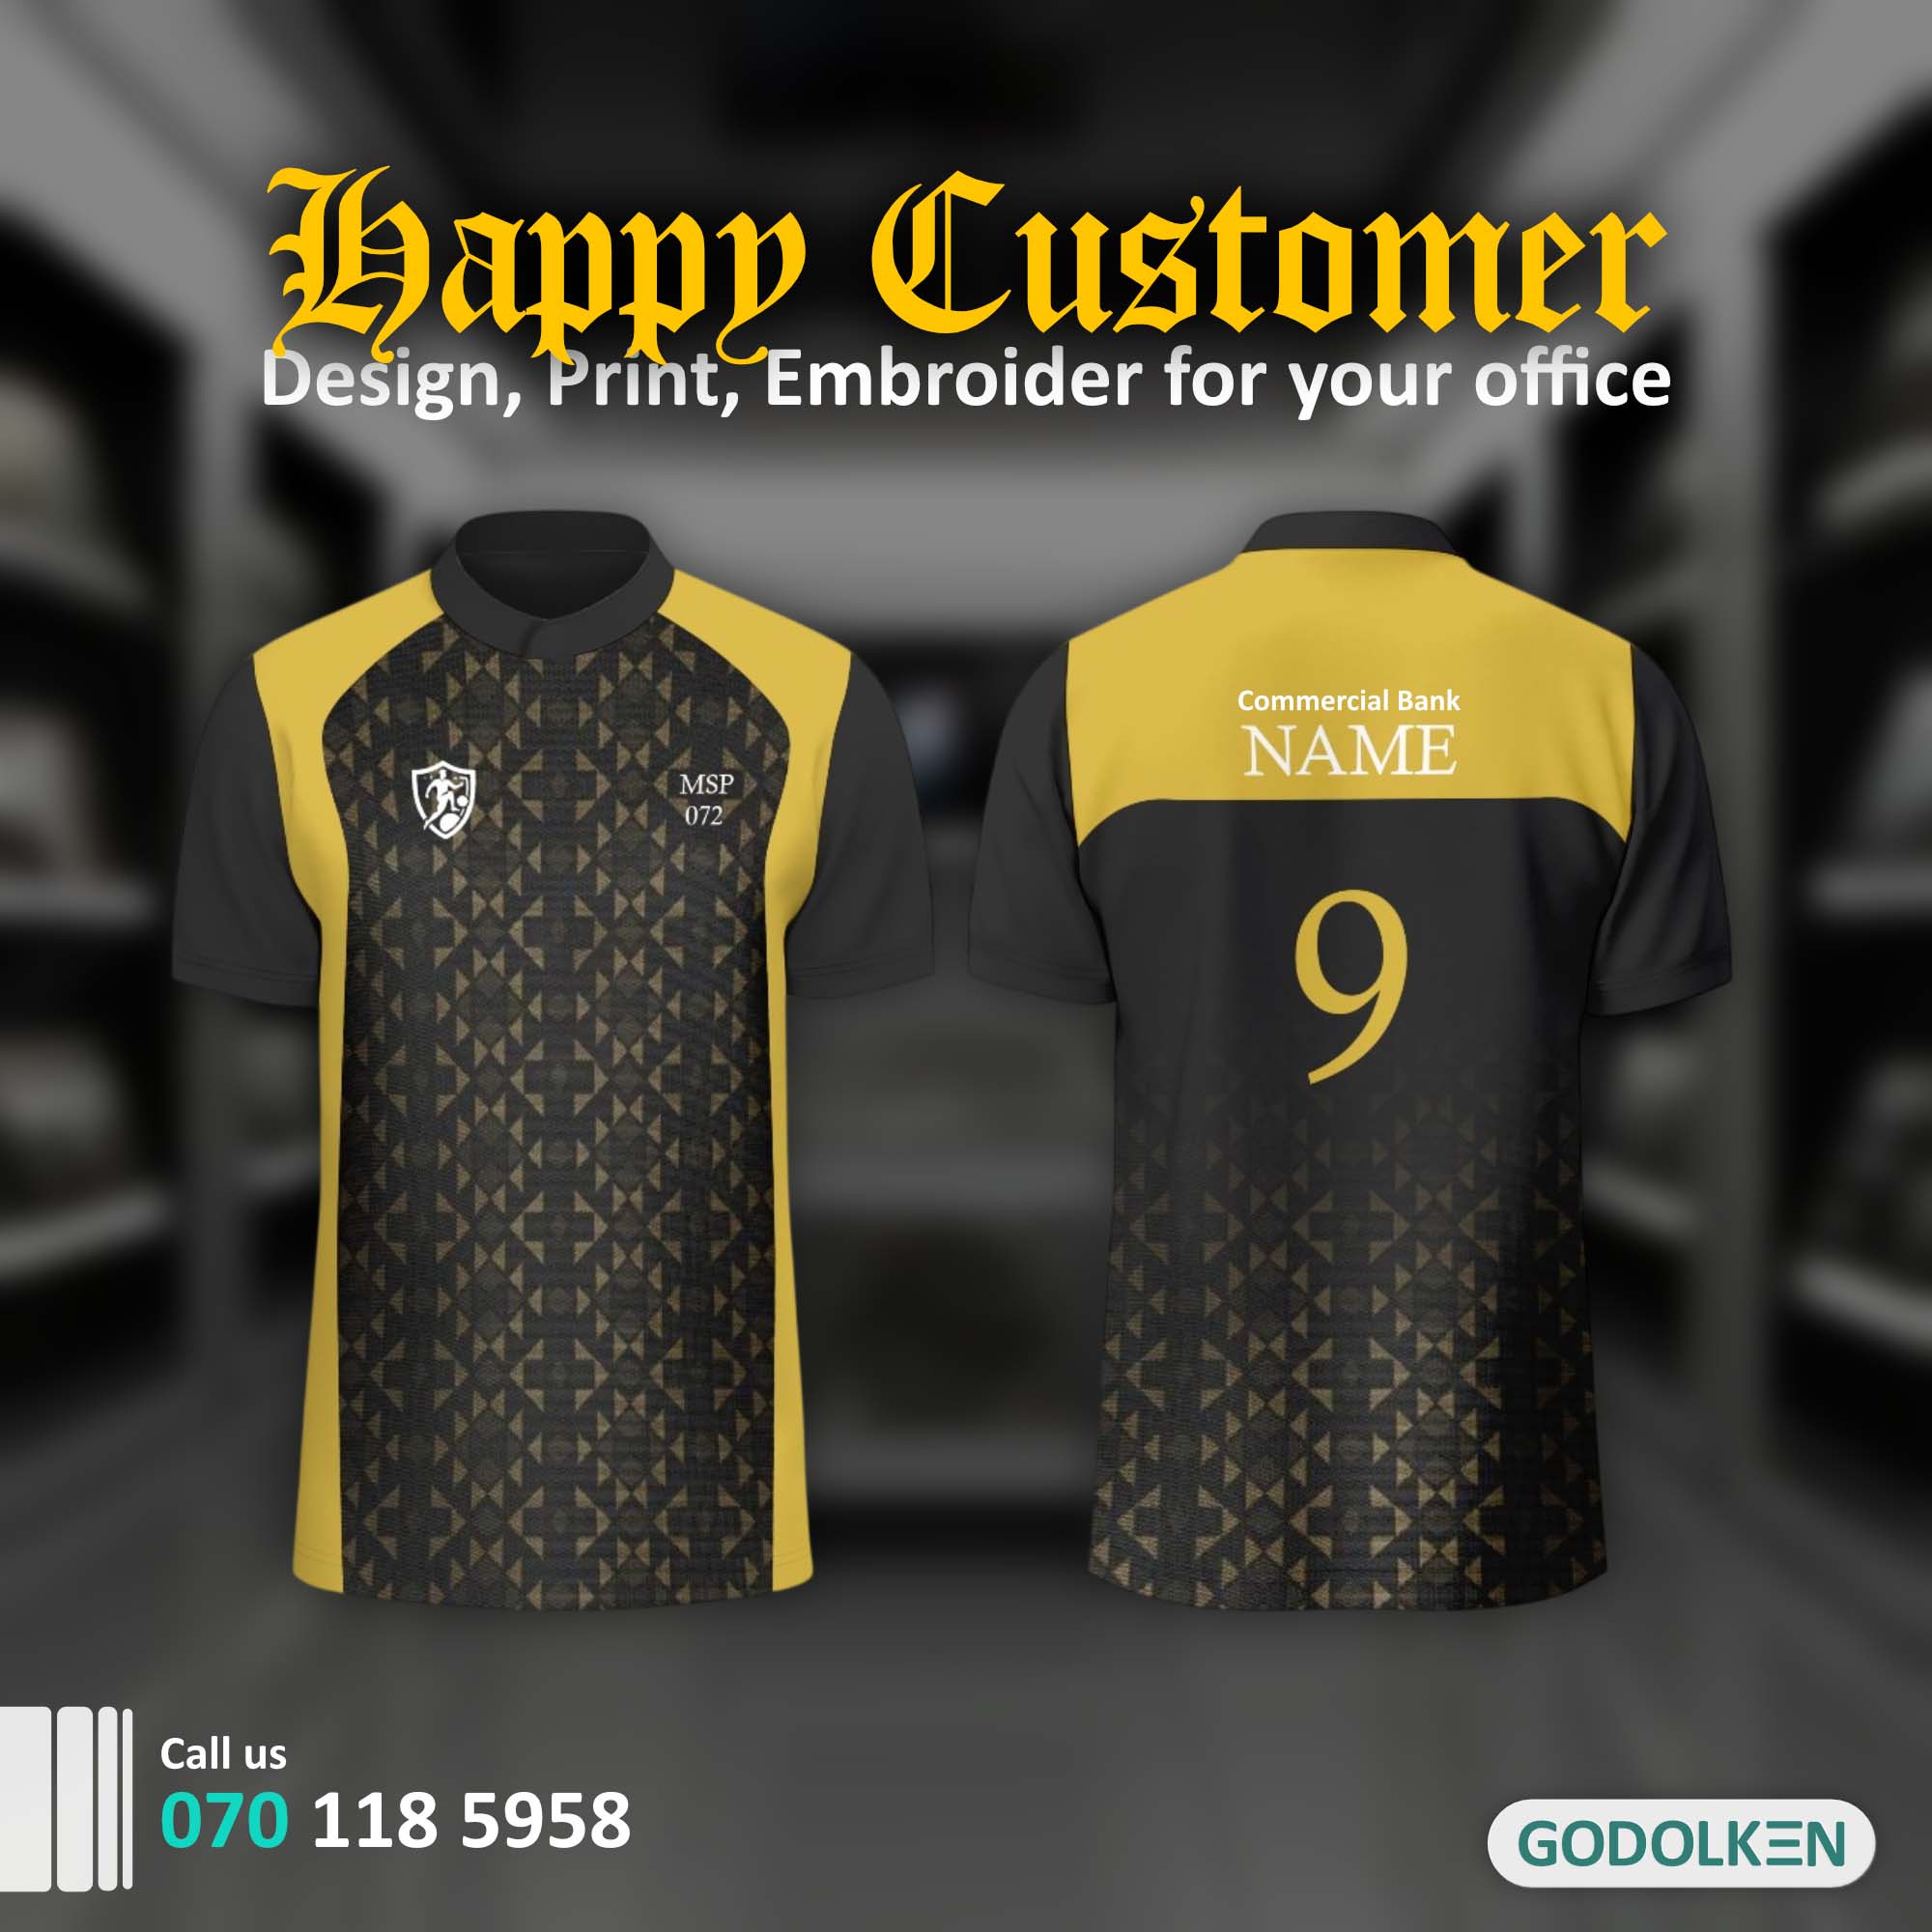 Happy Customer
Design, Print, Embroider for your office
MSP
072
Commercial Bank
NAME
9
Call us
070 118 5958
GODOLKEN